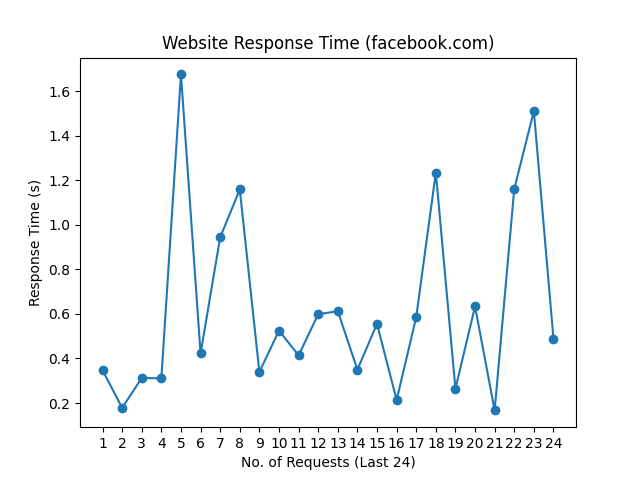 Website Response Time (facebook.com)
Response Time (s)
1.6
1.4
1.2
1.0
0.8
0.6
0.4
0.2
1 2 3 4 5 6 7 8 9 10 11 12 13 14 15 16 17 18 19 20 21 22 23 24
No. of Requests (Last 24)